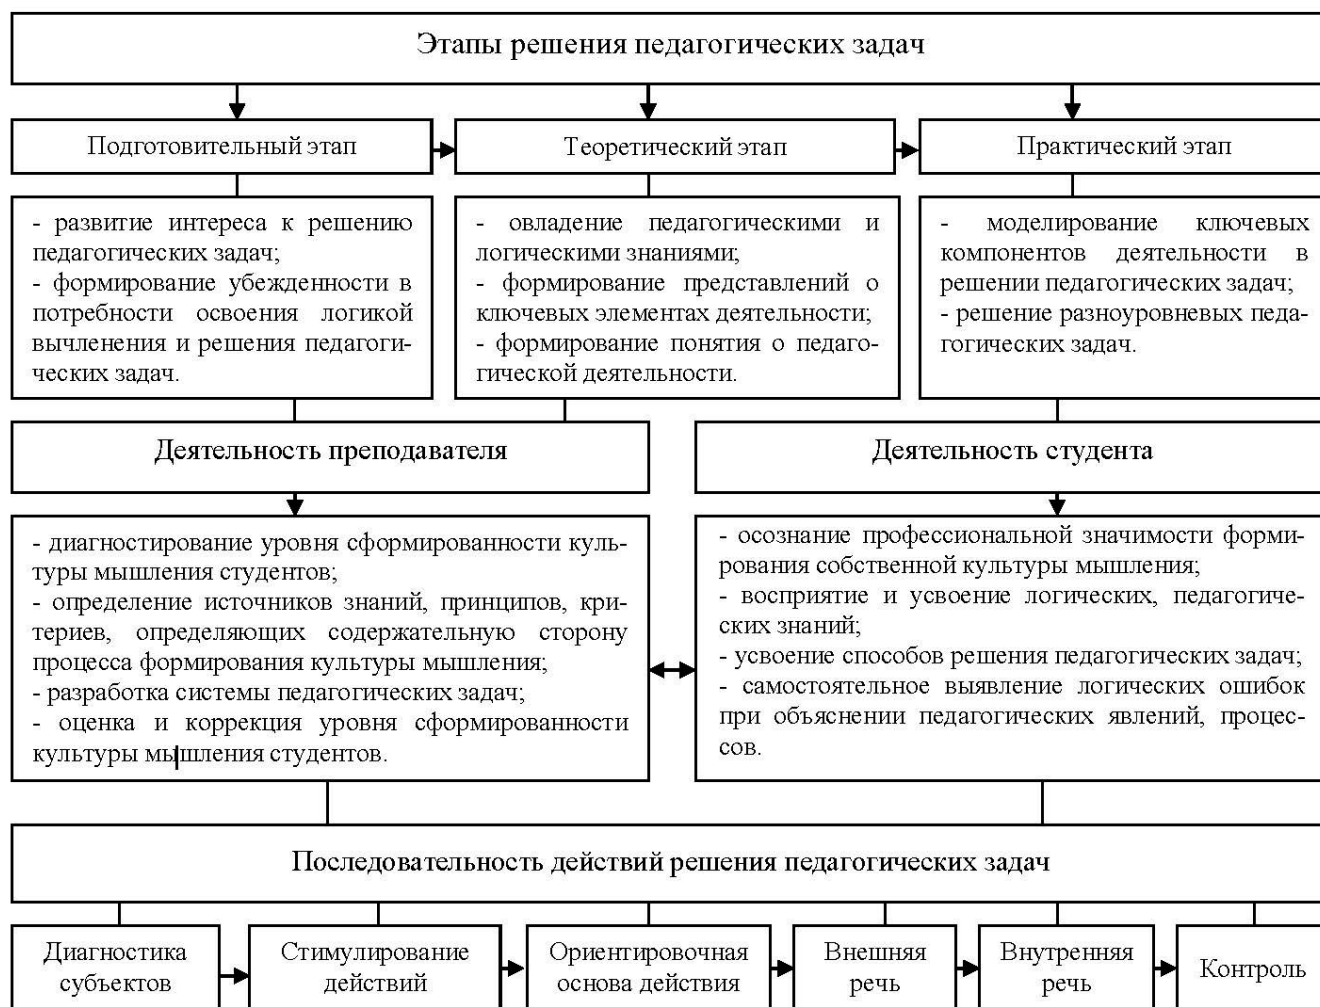 Этапы решения педагогических задач
Подготовительный этап
Теоретический этап
Практический этап
- развитие интереса к решению
педагогических задач;
- формирование убежденности в
потребности освоения логикой
вычленения и решения педагоги-
ческих задач.
- овладение педагогическими и
логическими знаниями;
- формирование представлений о
ключевых элементах деятельности;
- формирование понятия о педаго-
гической деятельности.
- моделирование ключевых
компонентов деятельности в
решении педагогических задач;
- решение разноуровневых педа-
гогических задач.
Деятельность преподавателя
Деятельность студента
- диагностирование уровня сформированности куль-
туры мышления студентов;
- определение источников знаний, принципов, кри-
териев, определяющих содержательную сторону
процесса формирования культуры мышления;
- разработка системы педагогических задач;
- оценка и коррекция уровня сформированности
культуры мышления студентов.
- осознание профессиональной значимости форми-
рования собственной культуры мышления;
- восприятие и усвоение логических, педагогиче-
ских знаний;
- усвоение способов решения педагогических задач;
- самостоятельное выявление логических ошибок
при объяснении педагогических явлений, процес-
сов.
Последовательность действий решения педагогических задач
Диагностика
субъектов
Стимулирование
действий
Ориентировочная
основа действия
Внешняя
речь
Внутренняя
речь
Контроль